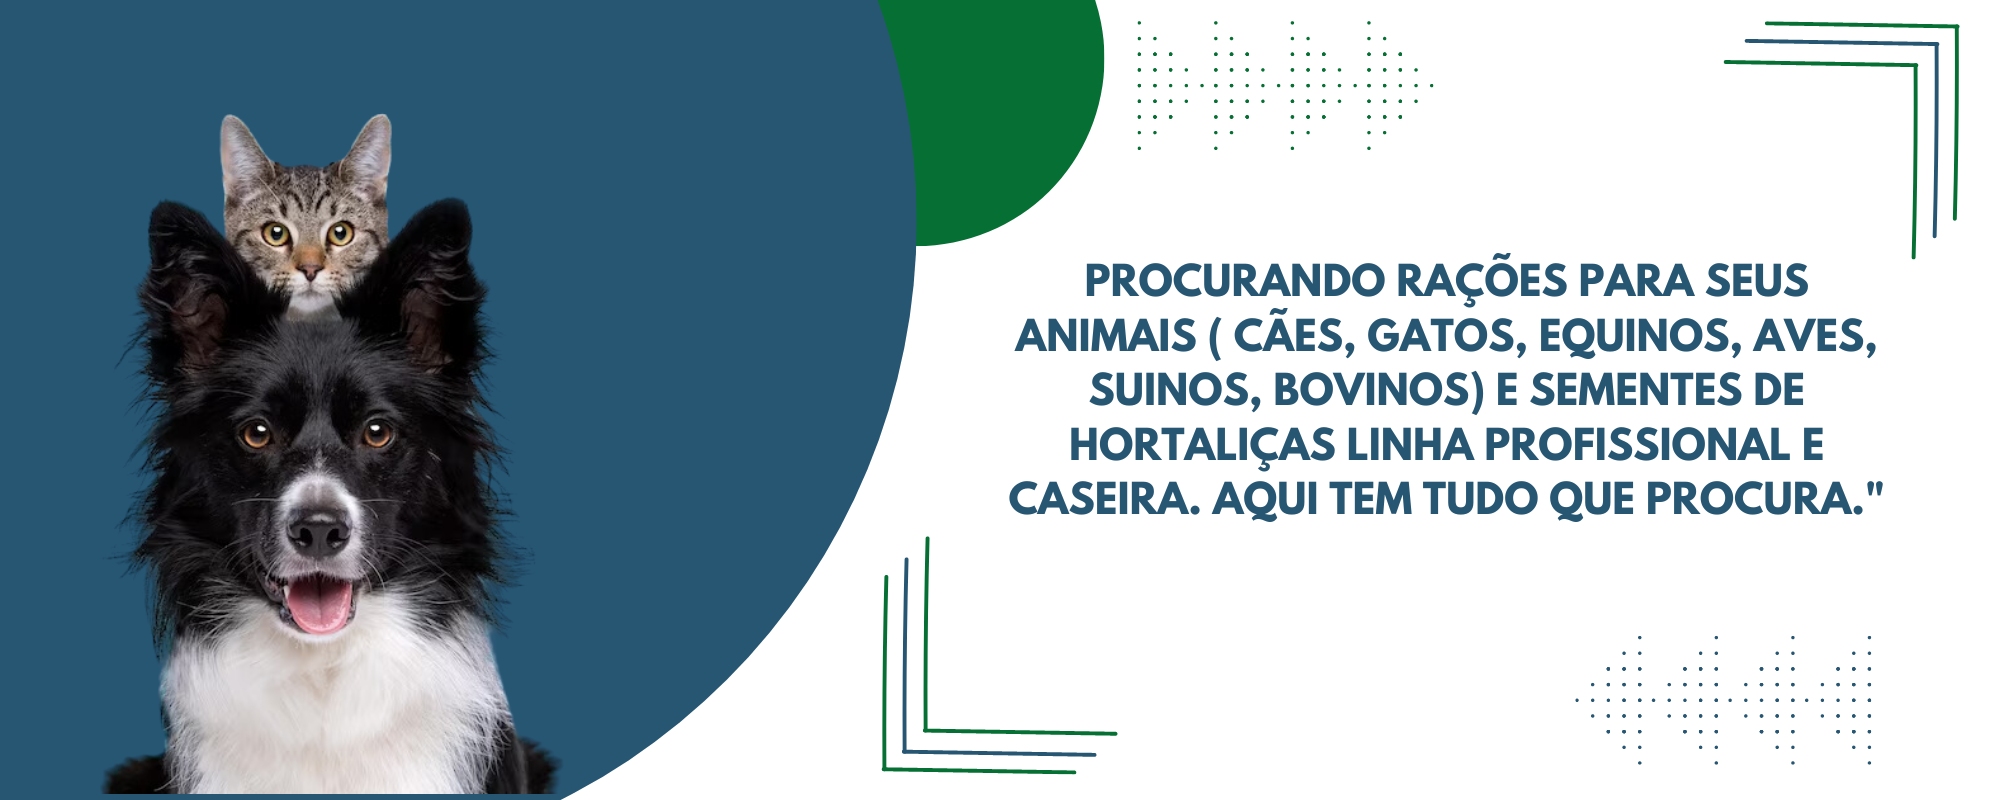 PROCURANDO RAÇÕES PARA SEUS
ANIMAIS ( CÃES, GATOS, EQUINOS, AVES,
SUINOS, BOVINOS) E SEMENTES DE
HORTALIÇAS LINHA PROFISSIONAL E
CASEIRA. AQUI TEM TUDO QUE PROCURA."